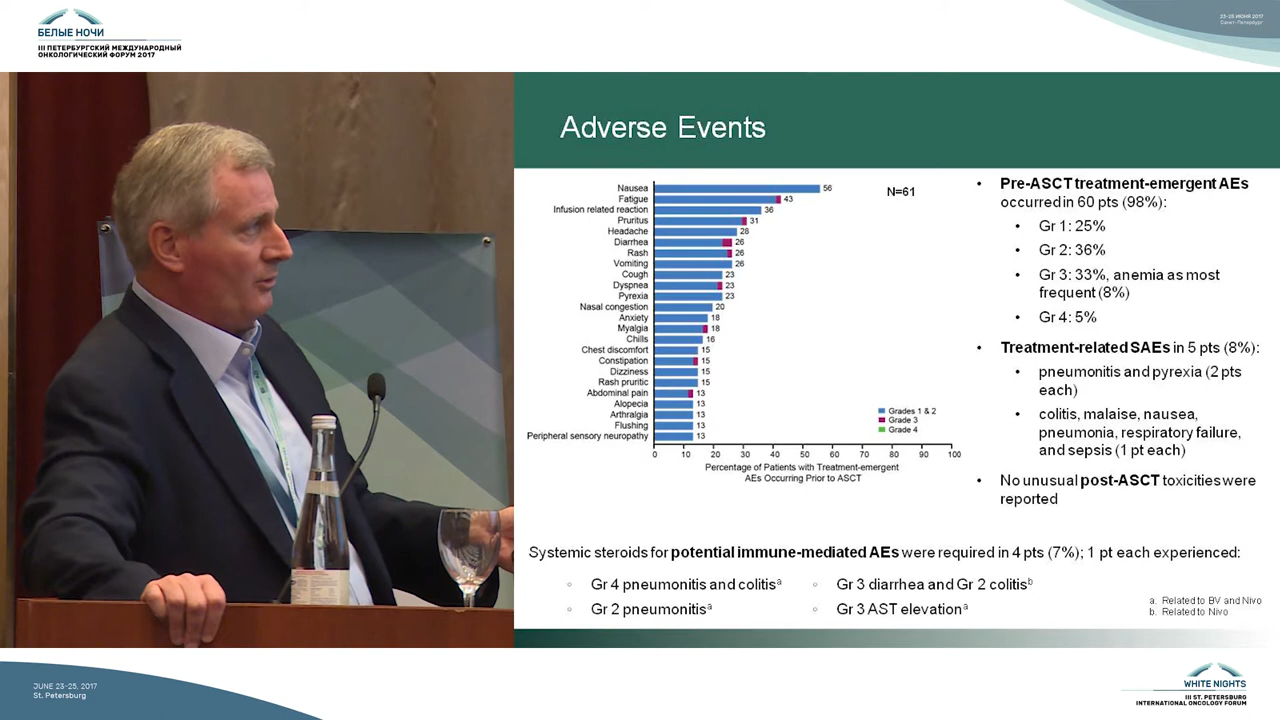 БЕЛЫЕ НОЧИ
III ПЕТЕРБУРГСКИЙ МЕЖДУНАРОДНЫЙ
ОНКОЛОГИЧЕСКИЙ ФОРУМ 2017
23-25 ИЮНЯ 2017
Санкт-Петербург
Adverse Events
Nausea 56
Fatigue 43
Infusion related reaction 36
Pruritus 31
Headache 28
Diarrhea 26
Rash 26
Vomiting 26
Cough 23
Dyspnea 23
Pyrexia 23
Nasal congestion 20
Anxiety 18
Myalgia 18
Chills 16
Chest discomfort 15
Constipation 15
Dizziness 15
Rash pruritic 15
Abdominal pain 13
Alopecia 13
Arthralgia 13
Flushing 13
Peripheral sensory neuropathy 13
0 10 20 30 40 50 60 70 80 90 100
Percentage of Patients with Treatment-emergent
AEs Occurring Prior to ASCT
N=61
Grades 1 & 2
Grade 3
Grade 4
• Pre-ASCT treatment-emergent AEs
occurred in 60 pts (98%):
• Gr 1: 25%
• Gr 2: 36%
• Gr 3: 33%, anemia as most
frequent (8%)
• Gr 4: 5%
• Treatment-related SAEs in 5 pts (8%):
• pneumonitis and pyrexia (2 pts
each)
• colitis, malaise, nausea,
pneumonia, respiratory failure,
and sepsis (1 pt each)
• No unusual post-ASCT toxicities were
reported
Systemic steroids for potential immune-mediated AEs were required in 4 pts (7%); 1 pt each experienced:
◦ Gr 4 pneumonitis and colitisᵃ
◦ Gr 2 pneumonitisᵃ
◦ Gr 3 diarrhea and Gr 2 colitisᵇ
◦ Gr 3 AST elevationᵃ
a. Related to BV and Nivo
b. Related to Nivo
JUNE 23-25, 2017
St. Petersburg
WHITE NIGHTS
III ST. PETERSBURG
INTERNATIONAL ONCOLOGY FORUM